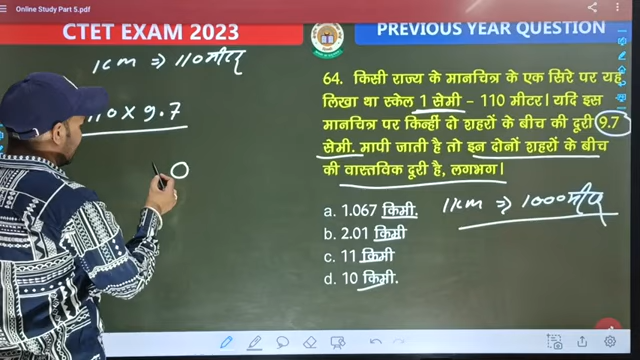 Online Study Part 5.pdf
CTET EXAM 2023
PREVIOUS YEAR QUESTION
1cm ⇒ 110 मीटर
110 × 9.7
0
64. किसी राज्य के मानचित्र के एक सिरे पर यह
लिखा था स्केल 1 सेमी – 110 मीटर। यदि इस
मानचित्र पर किन्हीं दो शहरों के बीच की दूरी 9.7
सेमी. मापी जाती है तो इन दोनों शहरों के बीच
की वास्तविक दूरी है, लगभग।
1km ⇒ 1000 मीटर
a. 1.067 किमी.
b. 2.01 किमी
c. 11 किमी
d. 10 किमी.